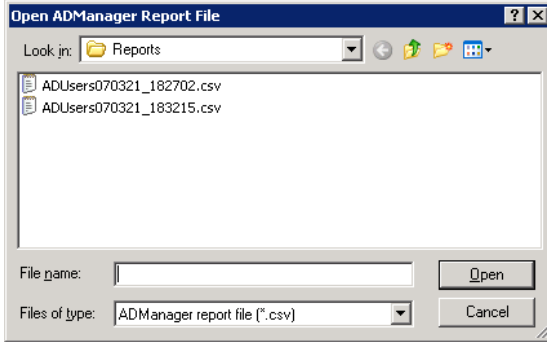 Open ADManager Report File
Look in: Reports
ADUsers070321_182702.csv
ADUsers070321_183215.csv
File name: Open
Files of type: ADManager report file (*.csv) Cancel